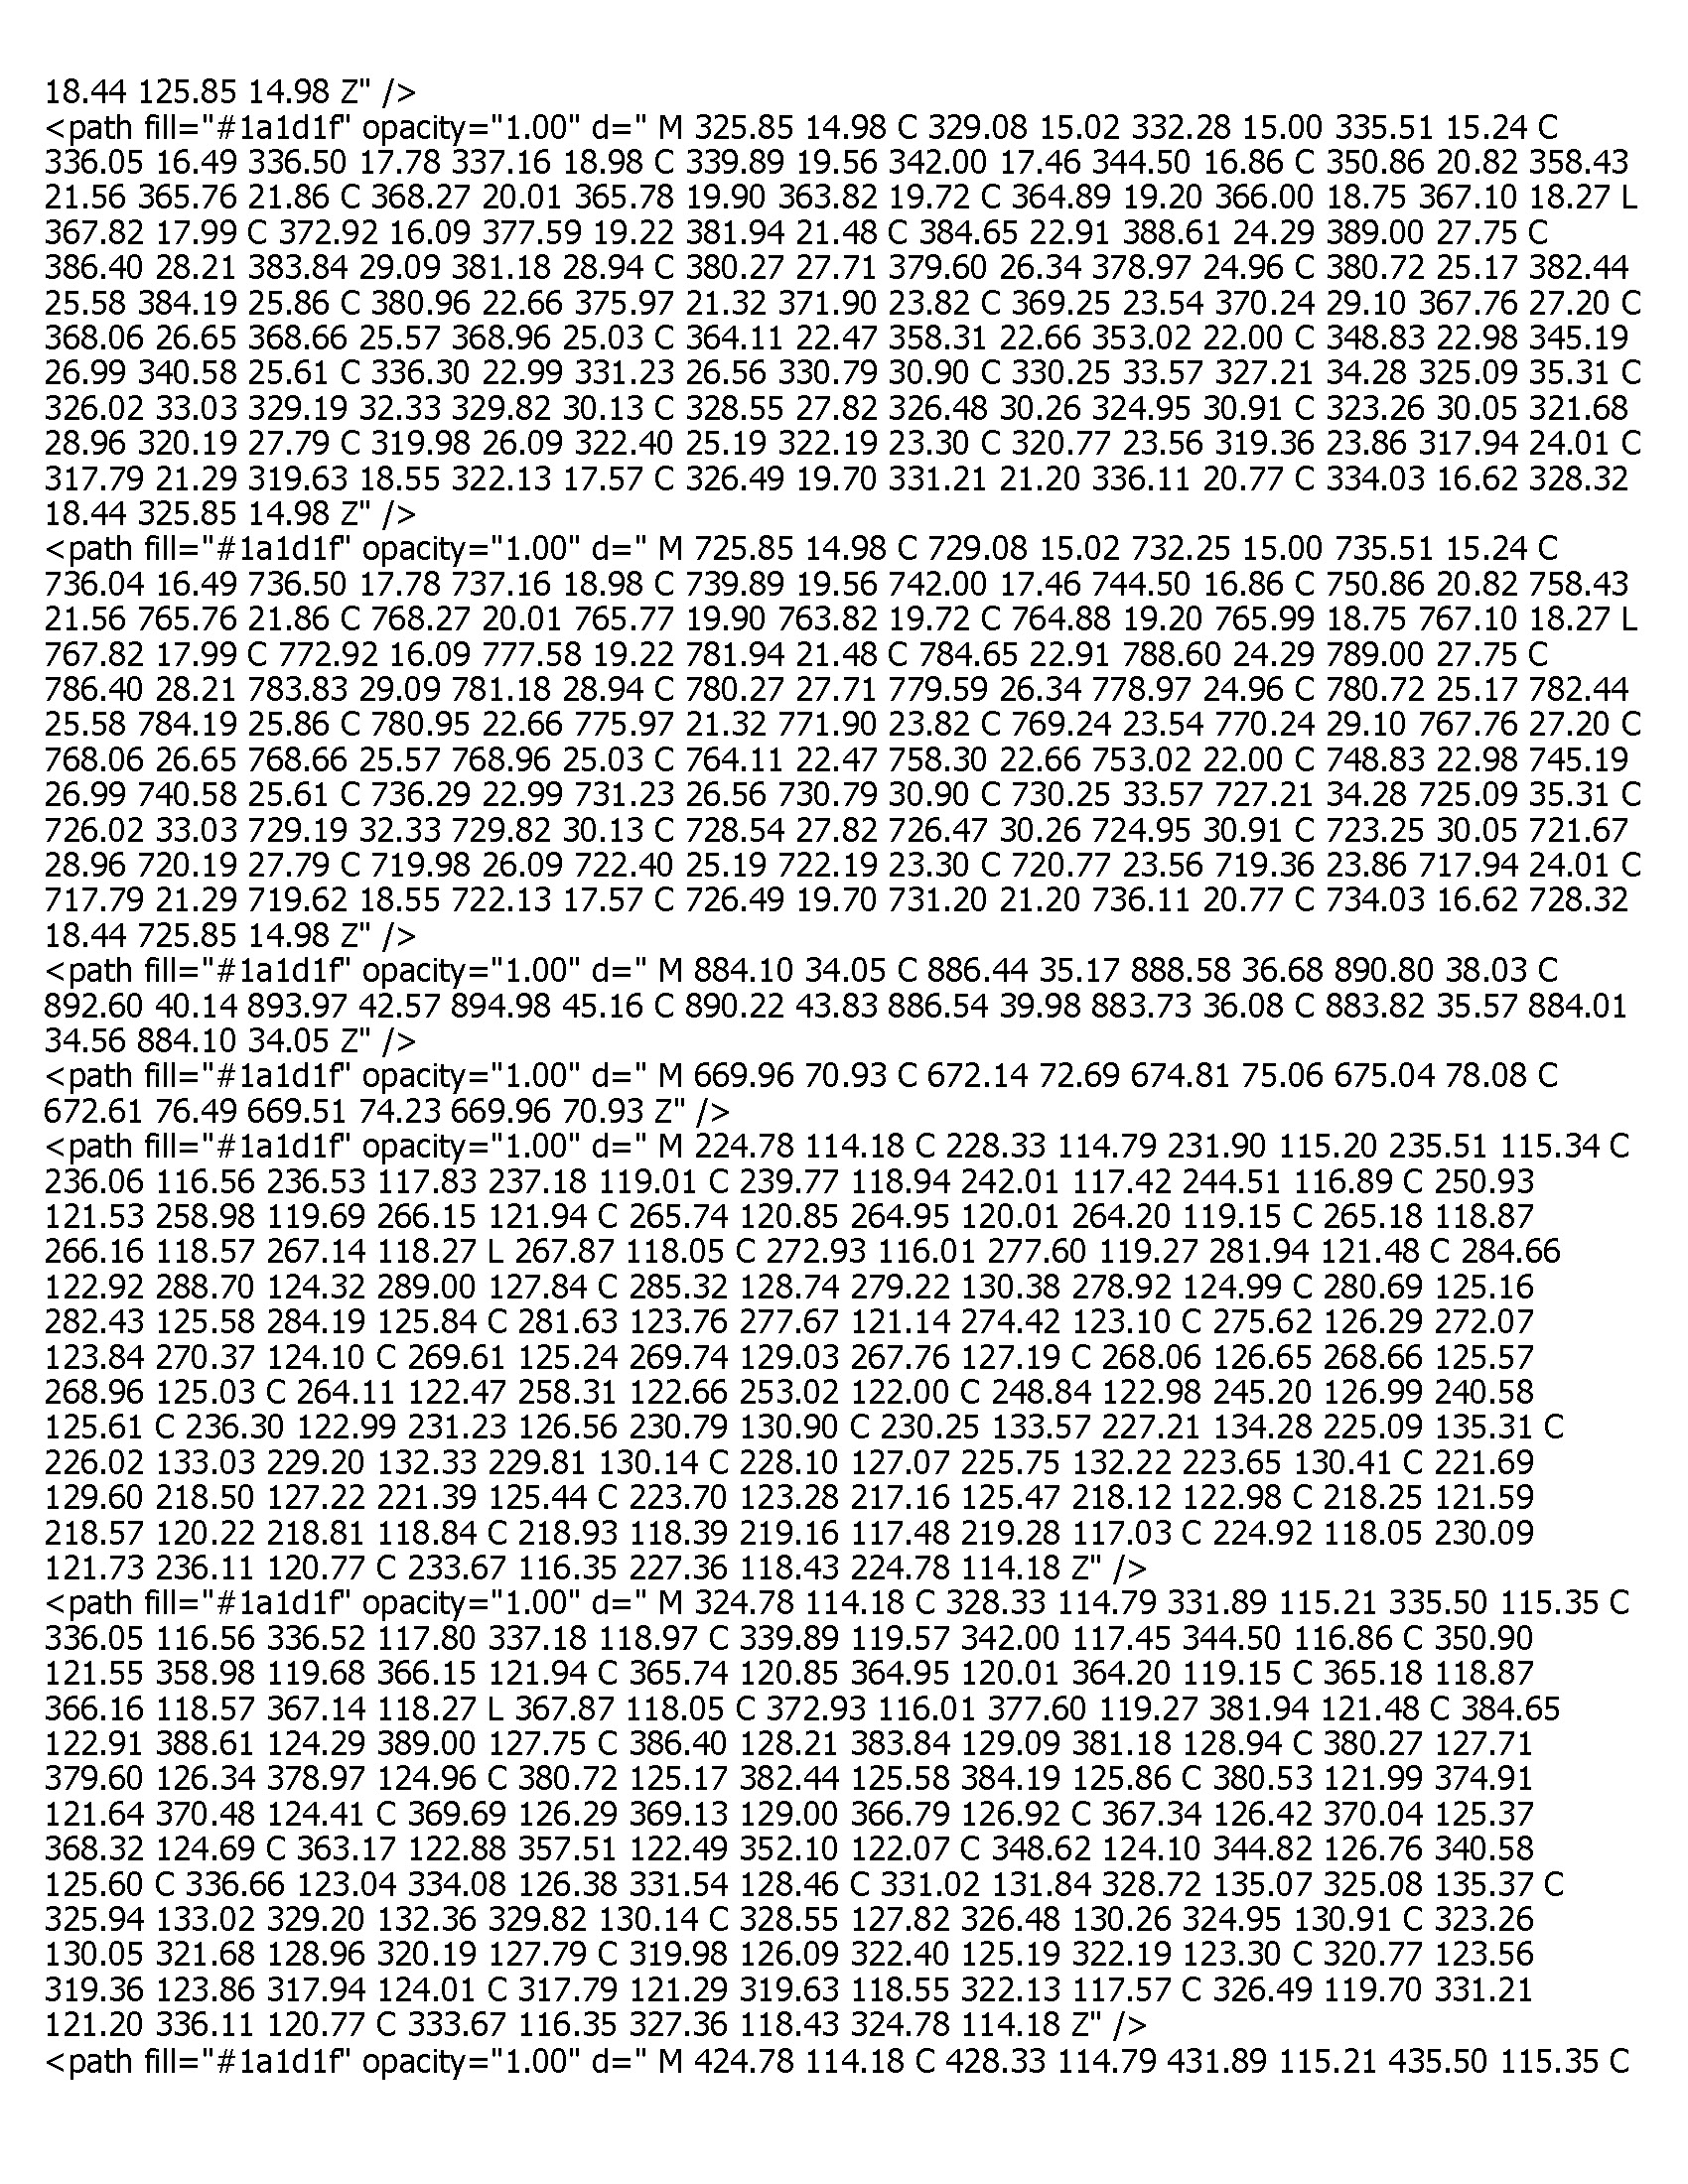 18.44 125.85 14.98 Z" />
<path fill="#1a1d1f" opacity="1.00" d=" M 325.85 14.98 C 329.08 15.02 332.28 15.00 335.51 15.24 C
336.05 16.49 336.50 17.78 337.16 18.98 C 339.89 19.56 342.00 17.46 344.50 16.86 C 350.86 20.82 358.43
21.56 365.76 21.86 C 368.27 20.01 365.78 19.90 363.82 19.72 C 364.89 19.20 366.00 18.75 367.10 18.27 L
367.82 17.99 C 372.92 16.09 377.59 19.22 381.94 21.48 C 384.65 22.91 388.61 24.29 389.00 27.75 C
386.40 28.21 383.84 29.09 381.18 28.94 C 380.27 27.71 379.60 26.34 378.97 24.96 C 380.72 25.17 382.44
25.58 384.19 25.86 C 380.96 22.66 375.97 21.32 371.90 23.82 C 369.25 23.54 370.24 29.10 367.76 27.20 C
368.06 26.65 368.66 25.57 368.96 25.03 C 364.11 22.47 358.31 22.66 353.02 22.00 C 348.83 22.98 345.19
26.99 340.58 25.61 C 336.30 22.99 331.23 26.56 330.79 30.90 C 330.25 33.57 327.21 34.28 325.09 35.31 C
326.02 33.03 329.19 32.33 329.82 30.13 C 328.55 27.82 326.48 30.26 324.95 30.91 C 323.26 30.05 321.68
28.96 320.19 27.79 C 319.98 26.09 322.40 25.19 322.19 23.30 C 320.77 23.56 319.36 23.86 317.94 24.01 C
317.79 21.29 319.63 18.55 322.13 17.57 C 326.49 19.70 331.21 21.20 336.11 20.77 C 334.03 16.62 328.32
18.44 325.85 14.98 Z" />
<path fill="#1a1d1f" opacity="1.00" d=" M 725.85 14.98 C 729.08 15.02 732.25 15.00 735.51 15.24 C
736.04 16.49 736.50 17.78 737.16 18.98 C 739.89 19.56 742.00 17.46 744.50 16.86 C 750.86 20.82 758.43
21.56 765.76 21.86 C 768.27 20.01 765.77 19.90 763.82 19.72 C 764.88 19.20 765.99 18.75 767.10 18.27 L
767.82 17.99 C 772.92 16.09 777.58 19.22 781.94 21.48 C 784.65 22.91 788.60 24.29 789.00 27.75 C
786.40 28.21 783.83 29.09 781.18 28.94 C 780.27 27.71 779.59 26.34 778.97 24.96 C 780.72 25.17 782.44
25.58 784.19 25.86 C 780.95 22.66 775.97 21.32 771.90 23.82 C 769.24 23.54 770.24 29.10 767.76 27.20 C
768.06 26.65 768.66 25.57 768.96 25.03 C 764.11 22.47 758.30 22.66 753.02 22.00 C 748.83 22.98 745.19
26.99 740.58 25.61 C 736.29 22.99 731.23 26.56 730.79 30.90 C 730.25 33.57 727.21 34.28 725.09 35.31 C
726.02 33.03 729.19 32.33 729.82 30.13 C 728.54 27.82 726.47 30.26 724.95 30.91 C 723.25 30.05 721.67
28.96 720.19 27.79 C 719.98 26.09 722.40 25.19 722.19 23.30 C 720.77 23.56 719.36 23.86 717.94 24.01 C
717.79 21.29 719.62 18.55 722.13 17.57 C 726.49 19.70 731.20 21.20 736.11 20.77 C 734.03 16.62 728.32
18.44 725.85 14.98 Z" />
<path fill="#1a1d1f" opacity="1.00" d=" M 884.10 34.05 C 886.44 35.17 888.58 36.68 890.80 38.03 C
892.60 40.14 893.97 42.57 894.98 45.16 C 890.22 43.83 886.54 39.98 883.73 36.08 C 883.82 35.57 884.01
34.56 884.10 34.05 Z" />
<path fill="#1a1d1f" opacity="1.00" d=" M 669.96 70.93 C 672.14 72.69 674.81 75.06 675.04 78.08 C
672.61 76.49 669.51 74.23 669.96 70.93 Z" />
<path fill="#1a1d1f" opacity="1.00" d=" M 224.78 114.18 C 228.33 114.79 231.90 115.20 235.51 115.34 C
236.06 116.56 236.53 117.83 237.18 119.01 C 239.77 118.94 242.01 117.42 244.51 116.89 C 250.93
121.53 258.98 119.69 266.15 121.94 C 265.74 120.85 264.95 120.01 264.20 119.15 C 265.18 118.87
266.16 118.57 267.14 118.27 L 267.87 118.05 C 272.93 116.01 277.60 119.27 281.94 121.48 C 284.66
122.92 288.70 124.32 289.00 127.84 C 285.32 128.74 279.22 130.38 278.92 124.99 C 280.69 125.16
282.43 125.58 284.19 125.84 C 281.63 123.76 277.67 121.14 274.42 123.10 C 275.62 126.29 272.07
123.84 270.37 124.10 C 269.61 125.24 269.74 129.03 267.76 127.19 C 268.06 126.65 268.66 125.57
268.96 125.03 C 264.11 122.47 258.31 122.66 253.02 122.00 C 248.84 122.98 245.20 126.99 240.58
125.61 C 236.30 122.99 231.23 126.56 230.79 130.90 C 230.25 133.57 227.21 134.28 225.09 135.31 C
226.02 133.03 229.20 132.33 229.81 130.14 C 228.10 127.07 225.75 132.22 223.65 130.41 C 221.69
129.60 218.50 127.22 221.39 125.44 C 223.70 123.28 217.16 125.47 218.12 122.98 C 218.25 121.59
218.57 120.22 218.81 118.84 C 218.93 118.39 219.16 117.48 219.28 117.03 C 224.92 118.05 230.09
121.73 236.11 120.77 C 233.67 116.35 227.36 118.43 224.78 114.18 Z" />
<path fill="#1a1d1f" opacity="1.00" d=" M 324.78 114.18 C 328.33 114.79 331.89 115.21 335.50 115.35 C
336.05 116.56 336.52 117.80 337.18 118.97 C 339.89 119.57 342.00 117.45 344.50 116.86 C 350.90
121.55 358.98 119.68 366.15 121.94 C 365.74 120.85 364.95 120.01 364.20 119.15 C 365.18 118.87
366.16 118.57 367.14 118.27 L 367.87 118.05 C 372.93 116.01 377.60 119.27 381.94 121.48 C 384.65
122.91 388.61 124.29 389.00 127.75 C 386.40 128.21 383.84 129.09 381.18 128.94 C 380.27 127.71
379.60 126.34 378.97 124.96 C 380.72 125.17 382.44 125.58 384.19 125.86 C 380.53 121.99 374.91
121.64 370.48 124.41 C 369.69 126.29 369.13 129.00 366.79 126.92 C 367.34 126.42 370.04 125.37
368.32 124.69 C 363.17 122.88 357.51 122.49 352.10 122.07 C 348.62 124.10 344.82 126.76 340.58
125.60 C 336.66 123.04 334.08 126.38 331.54 128.46 C 331.02 131.84 328.72 135.07 325.08 135.37 C
325.94 133.02 329.20 132.36 329.82 130.14 C 328.55 127.82 326.48 130.26 324.95 130.91 C 323.26
130.05 321.68 128.96 320.19 127.79 C 319.98 126.09 322.40 125.19 322.19 123.30 C 320.77 123.56
319.36 123.86 317.94 124.01 C 317.79 121.29 319.63 118.55 322.13 117.57 C 326.49 119.70 331.21
121.20 336.11 120.77 C 333.67 116.35 327.36 118.43 324.78 114.18 Z" />
<path fill="#1a1d1f" opacity="1.00" d=" M 424.78 114.18 C 428.33 114.79 431.89 115.21 435.50 115.35 C